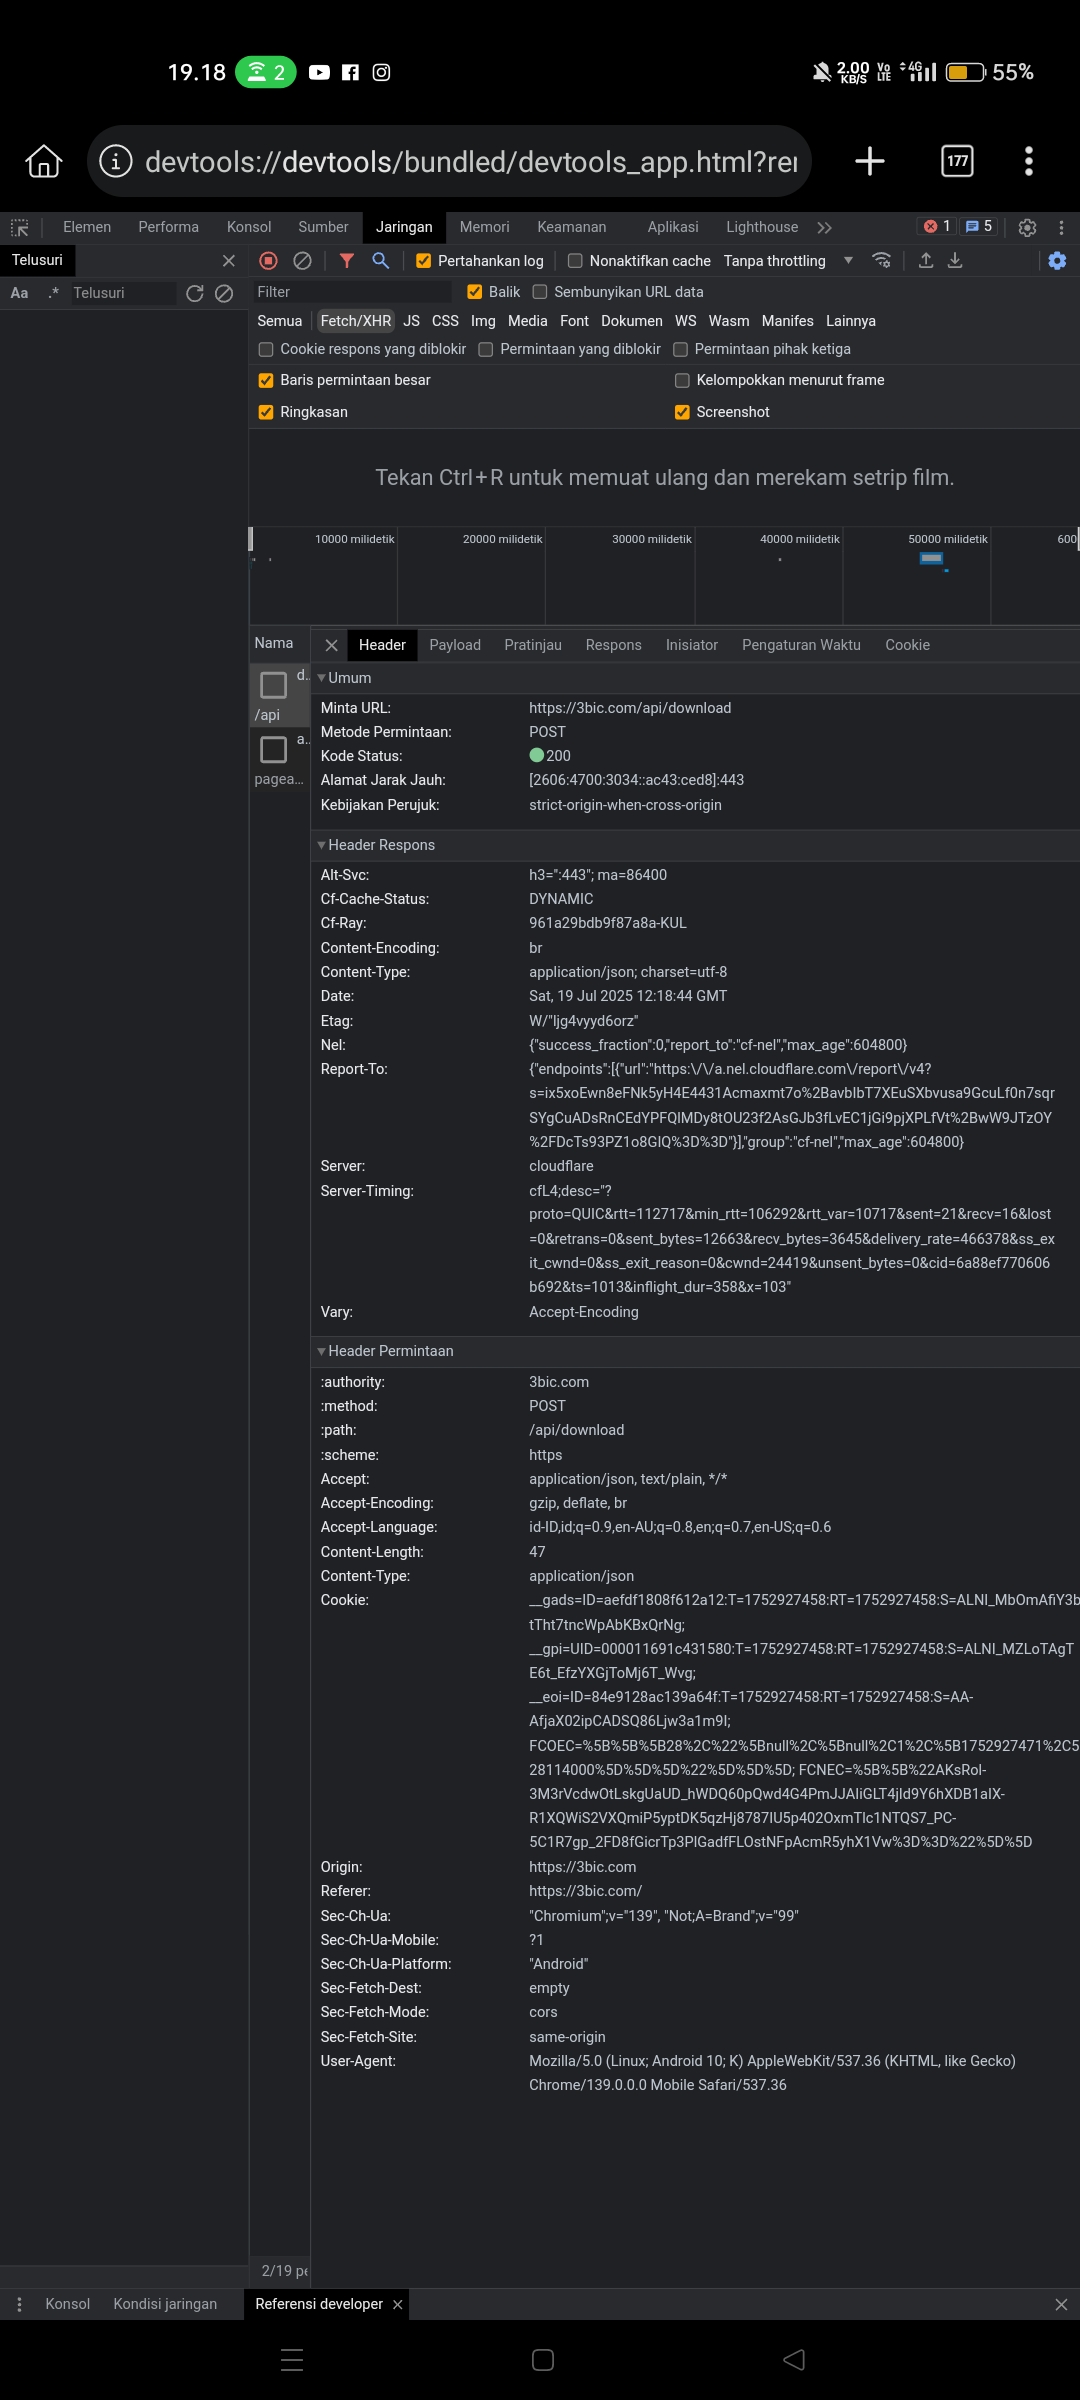 19.18 2 2.00 KB/S Vo LTE 4G 55%
devtools://devtools/bundled/devtools_app.html?rer 177
Elemen Performa Konsol Sumber Jaringan Memori Keamanan Aplikasi Lighthouse 1 5
Telusuri Pertahankan log Nonaktifkan cache Tanpa throttling
Aa .* Telusuri Filter Balik Sembunyikan URL data
Semua Fetch/XHR JS CSS Img Media Font Dokumen WS Wasm Manifes Lainnya
Cookie respons yang diblokir Permintaan yang diblokir Permintaan pihak ketiga
Baris permintaan besar Kelompokkan menurut frame
Ringkasan Screenshot
Tekan Ctrl+R untuk memuat ulang dan merekam setrip film.
10000 milidetik 20000 milidetik 30000 milidetik 40000 milidetik 50000 milidetik 600
Nama Header Payload Pratinjau Respons Inisiator Pengaturan Waktu Cookie
d..
/api
a..
pagea...
Umum
Minta URL: https://3bic.com/api/download
Metode Permintaan: POST
Kode Status: 200
Alamat Jarak Jauh: [2606:4700:3034::ac43:ced8]:443
Kebijakan Perujuk: strict-origin-when-cross-origin
Header Respons
Alt-Svc: h3=":443"; ma=86400
Cf-Cache-Status: DYNAMIC
Cf-Ray: 961a29bdb9f87a8a-KUL
Content-Encoding: br
Content-Type: application/json; charset=utf-8
Date: Sat, 19 Jul 2025 12:18:44 GMT
Etag: W/"ljg4vyyd6orz"
Nel: {"success_fraction":0,"report_to":"cf-nel","max_age":604800}
Report-To: {"endpoints":[{"url":"https:\/\/a.nel.cloudflare.com\/report\/v4?
s=ix5xoEwn8eFNk5yH4E4431Acmaxmt7o%2BavbIbT7XEuSXbvusa9GcuLf0n7sqr
SYgCuADsRnCEdYPFQIMDy8tOU23f2AsGJb3fLvEC1jGi9pjXPLfVt%2BwW9JTzOY
%2FDcTs93PZ1o8GIQ%3D%3D"}],"group":"cf-nel","max_age":604800}
Server: cloudflare
Server-Timing: cfL4;desc="?
proto=QUIC&rtt=112717&min_rtt=106292&rtt_var=10717&sent=21&recv=16&lost
=0&retrans=0&sent_bytes=12663&recv_bytes=3645&delivery_rate=466378&ss_ex
it_cwnd=0&ss_exit_reason=0&cwnd=24419&unsent_bytes=0&cid=6a88ef770606
b692&ts=1013&inflight_dur=358&x=103"
Vary: Accept-Encoding
Header Permintaan
:authority: 3bic.com
:method: POST
:path: /api/download
:scheme: https
Accept: application/json, text/plain, */*
Accept-Encoding: gzip, deflate, br
Accept-Language: id-ID,id;q=0.9,en-AU;q=0.8,en;q=0.7,en-US;q=0.6
Content-Length: 47
Content-Type: application/json
Cookie: __gads=ID=aefdf1808f612a12:T=1752927458:RT=1752927458:S=ALNI_MbOmAfiY3b
tTht7tncWpAbKBxQrNg;
__gpi=UID=000011691c431580:T=1752927458:RT=1752927458:S=ALNI_MZLoTAgT
E6t_EfzYXGjToMj6T_Wvg;
__eoi=ID=84e9128ac139a64f:T=1752927458:RT=1752927458:S=AA-
AfjaX02ipCADSQ86Ljw3a1m9I;
FCOEC=%5B%5B%5B28%2C%22%5Bnull%2C%5Bnull%2C1%2C%5B1752927471%2C5
28114000%5D%5D%5D%22%5D%5D%5D; FCNEC=%5B%5B%22AKsRol-
3M3rVcdwOtLskgUaUD_hWDQ60pQwd4G4PmJJAIiGLT4jId9Y6hXDB1aIX-
R1XQWiS2VXQmiP5yptDK5qzHj8787IU5p402OxmTlc1NTQS7_PC-
5C1R7gp_2FD8fGicrTp3PlGadfFLOstNFpAcmR5yhX1Vw%3D%3D%22%5D%5D
Origin: https://3bic.com
Referer: https://3bic.com/
Sec-Ch-Ua: "Chromium";v="139", "Not;A=Brand";v="99"
Sec-Ch-Ua-Mobile: ?1
Sec-Ch-Ua-Platform: "Android"
Sec-Fetch-Dest: empty
Sec-Fetch-Mode: cors
Sec-Fetch-Site: same-origin
User-Agent: Mozilla/5.0 (Linux; Android 10; K) AppleWebKit/537.36 (KHTML, like Gecko)
Chrome/139.0.0.0 Mobile Safari/537.36
2/19 pe
Konsol Kondisi jaringan Referensi developer